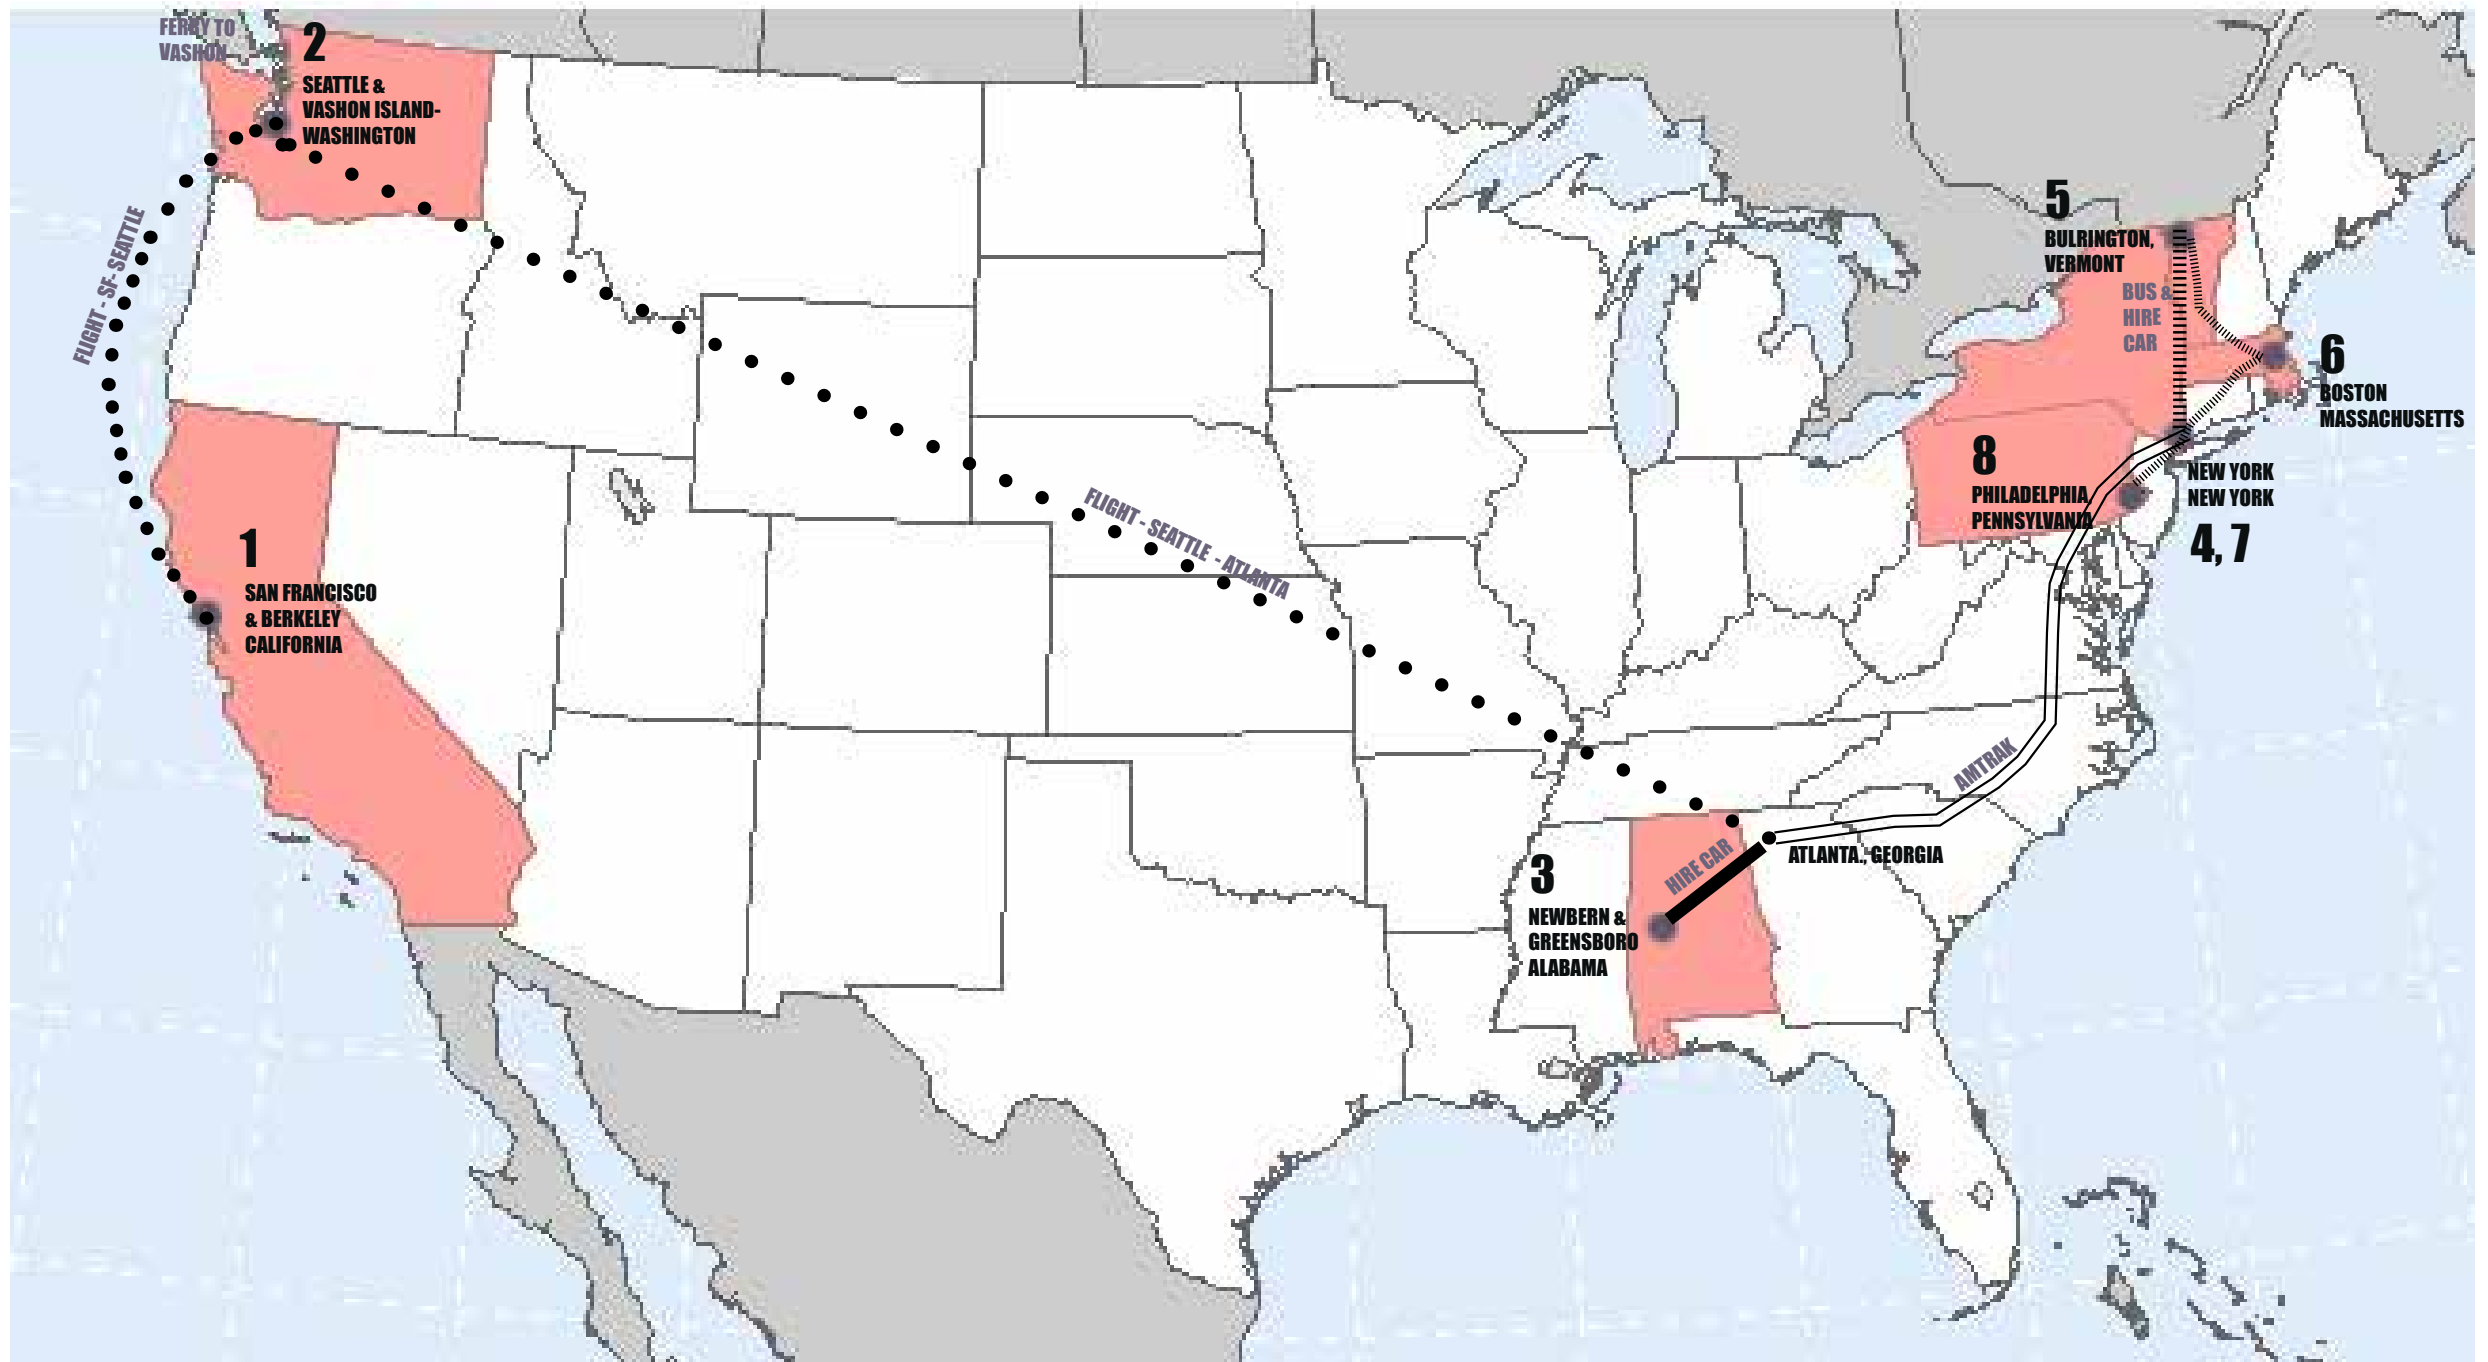 FERRY TO
VASHON
2
SEATTLE &
VASHON ISLAND-
WASHINGTON
FLIGHT - SF- SEATTLE
1
SAN FRANCISCO
& BERKELEY
CALIFORNIA
FLIGHT - SEATTLE - ATLANTA
3
NEWBERN &
GREENSBORO
ALABAMA
HIRE CAR
ATLANTA., GEORGIA
AMTRAK
5
BULRINGTON,
VERMONT
BUS &
HIRE
CAR
6
BOSTON
MASSACHUSETTS
8
PHILADELPHIA
PENNSYLVANIA
NEW YORK
NEW YORK
4, 7